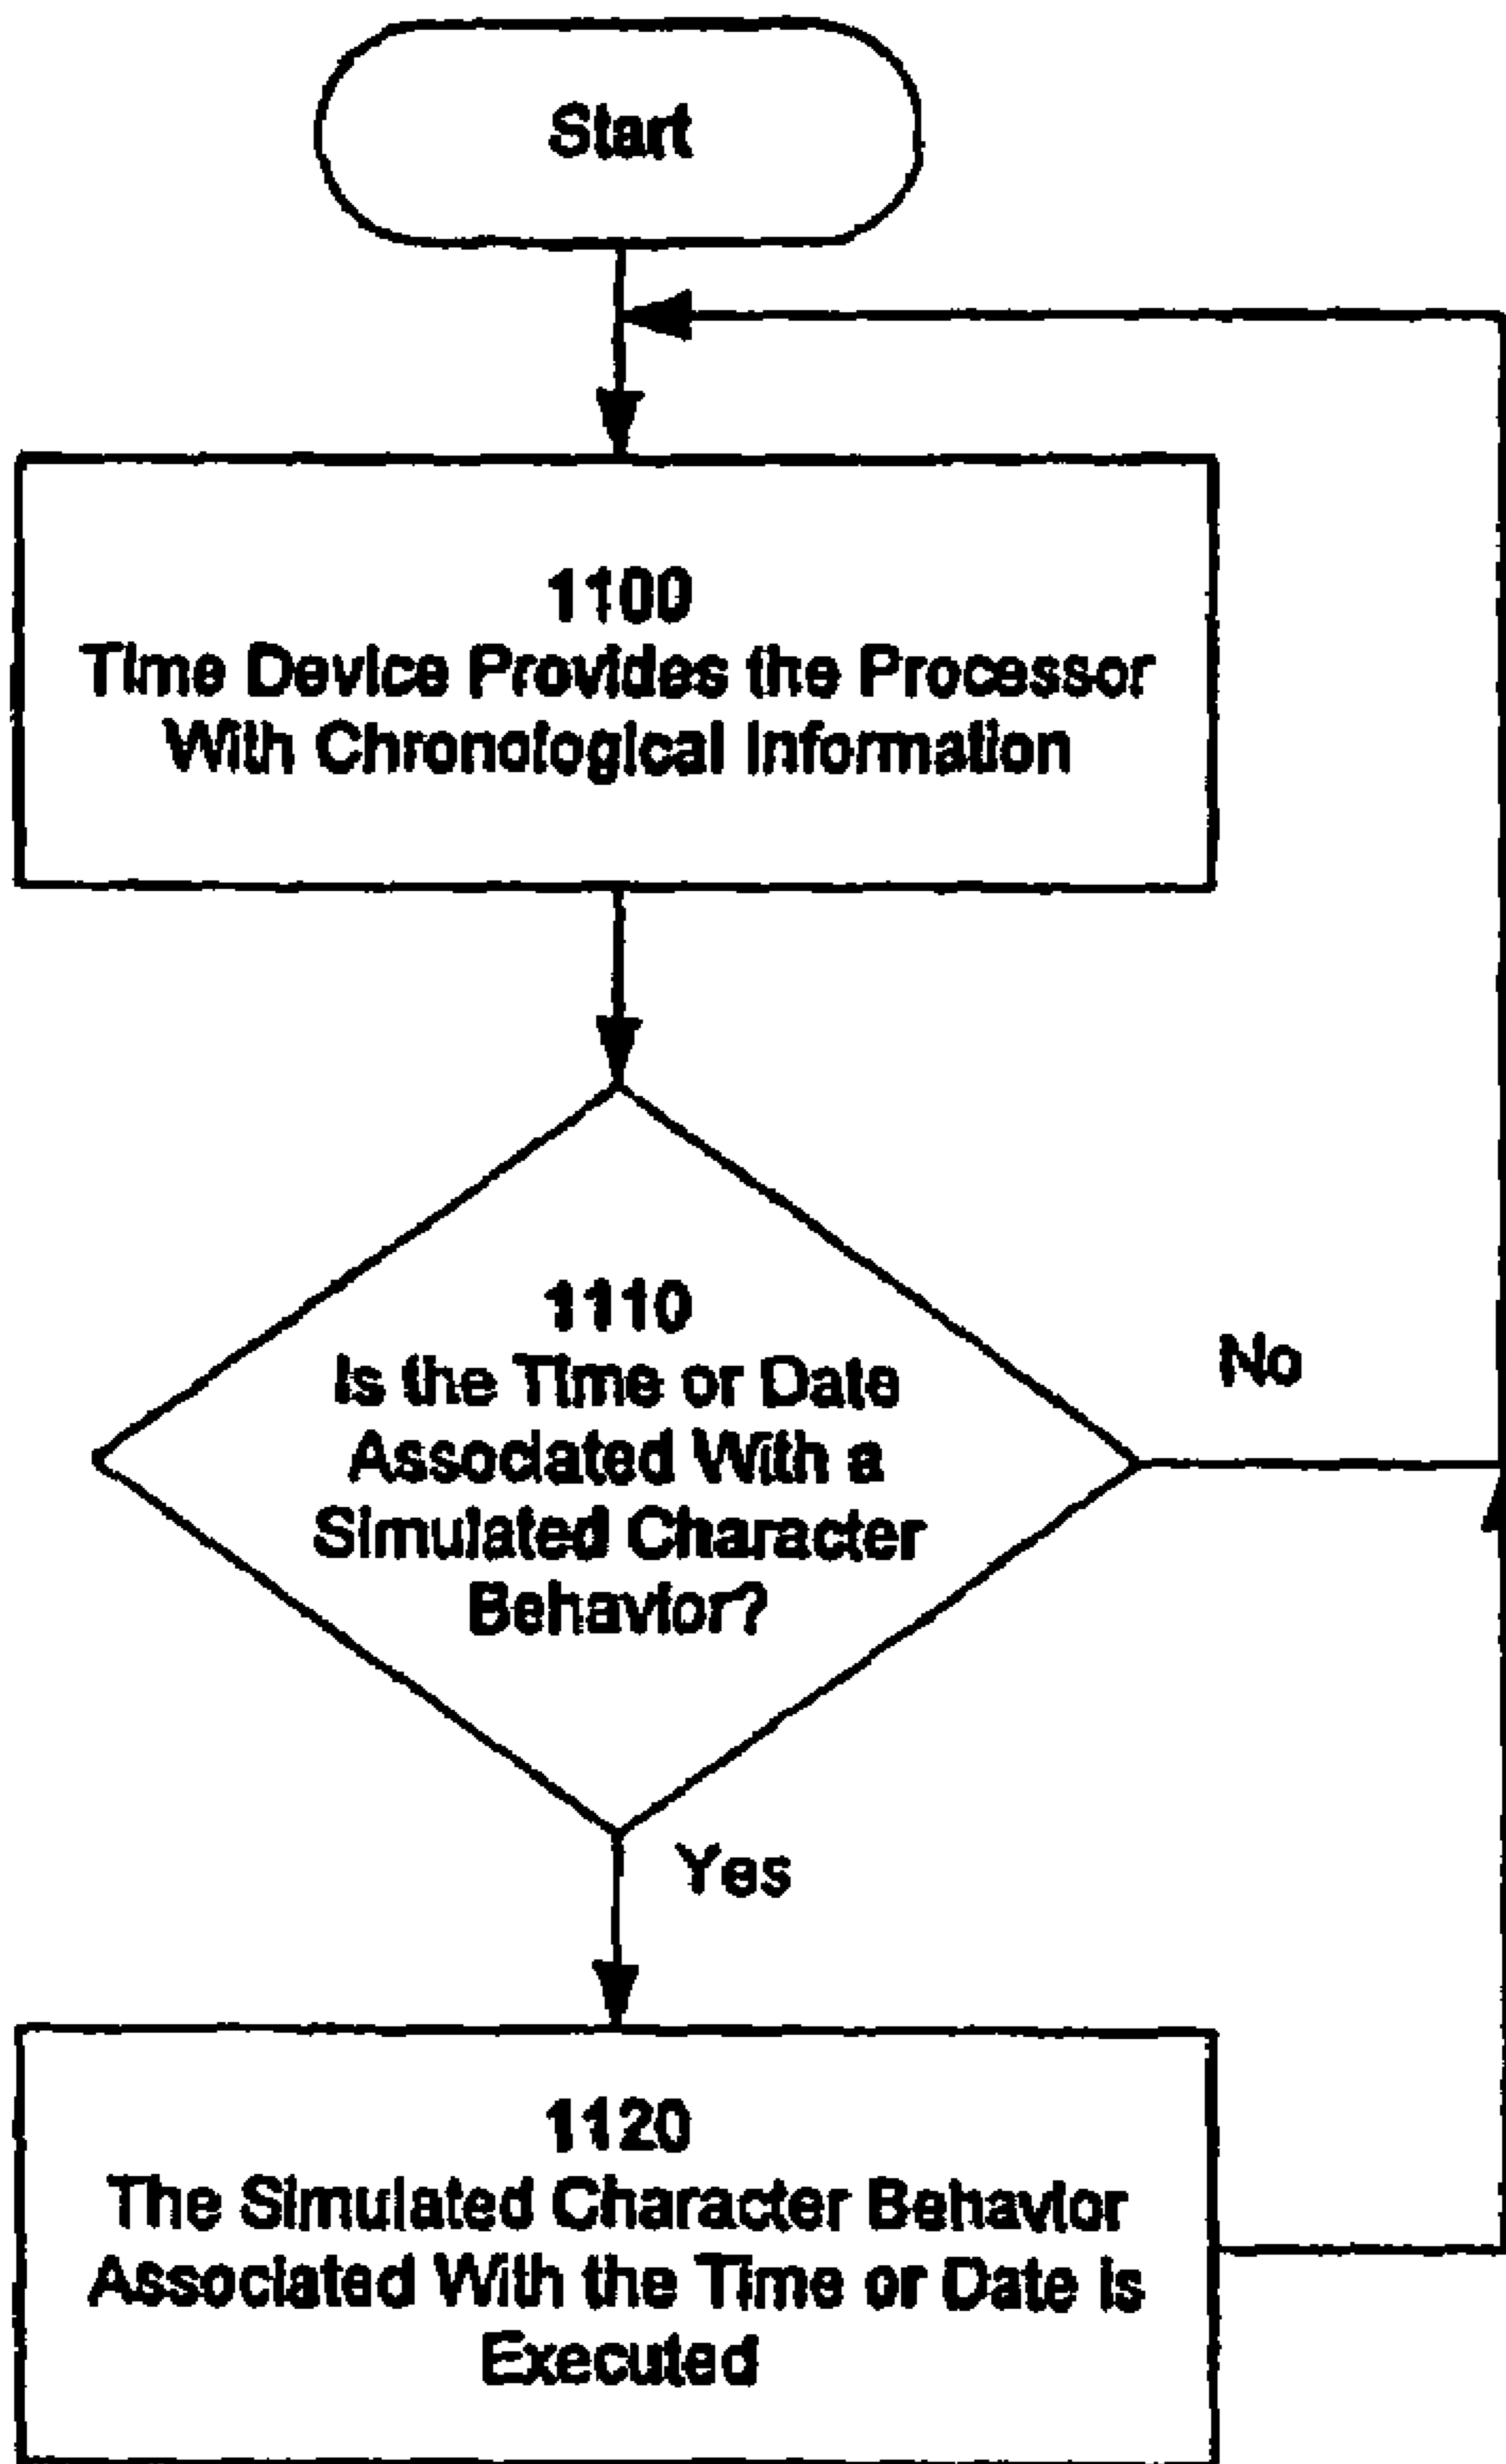 Start
1100
Time Device Provides the Processor
With Chronological Information
1110
Is the Time or Date
Associated With a
Simulated Character
Behavior?
No
Yes
1120
The Simulated Character Behavior
Associated With the Time or Date is
Executed